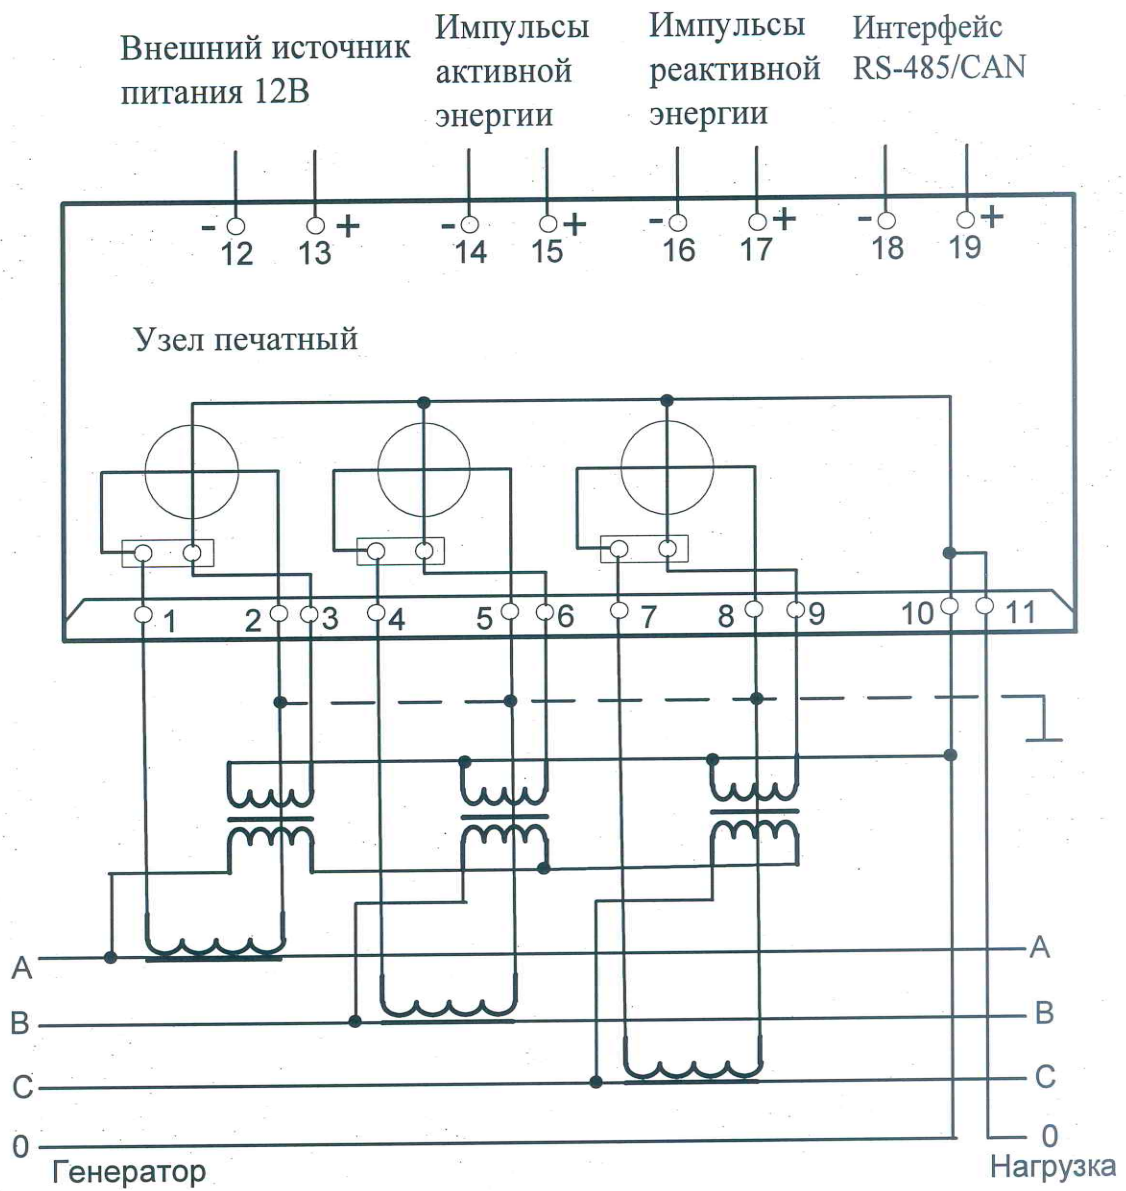 Внешний источник
питания 12В
Импульсы
активной
энергии
Импульсы
реактивной
энергии
Интерфейс
RS-485/CAN
- 12
13 +
- 14
15 +
- 16
17 +
- 18
19 +
Узел печатный
1 2 3 4 5 6 7 8 9 10 11
A A
B B
C C
0 0
Генератор Нагрузка